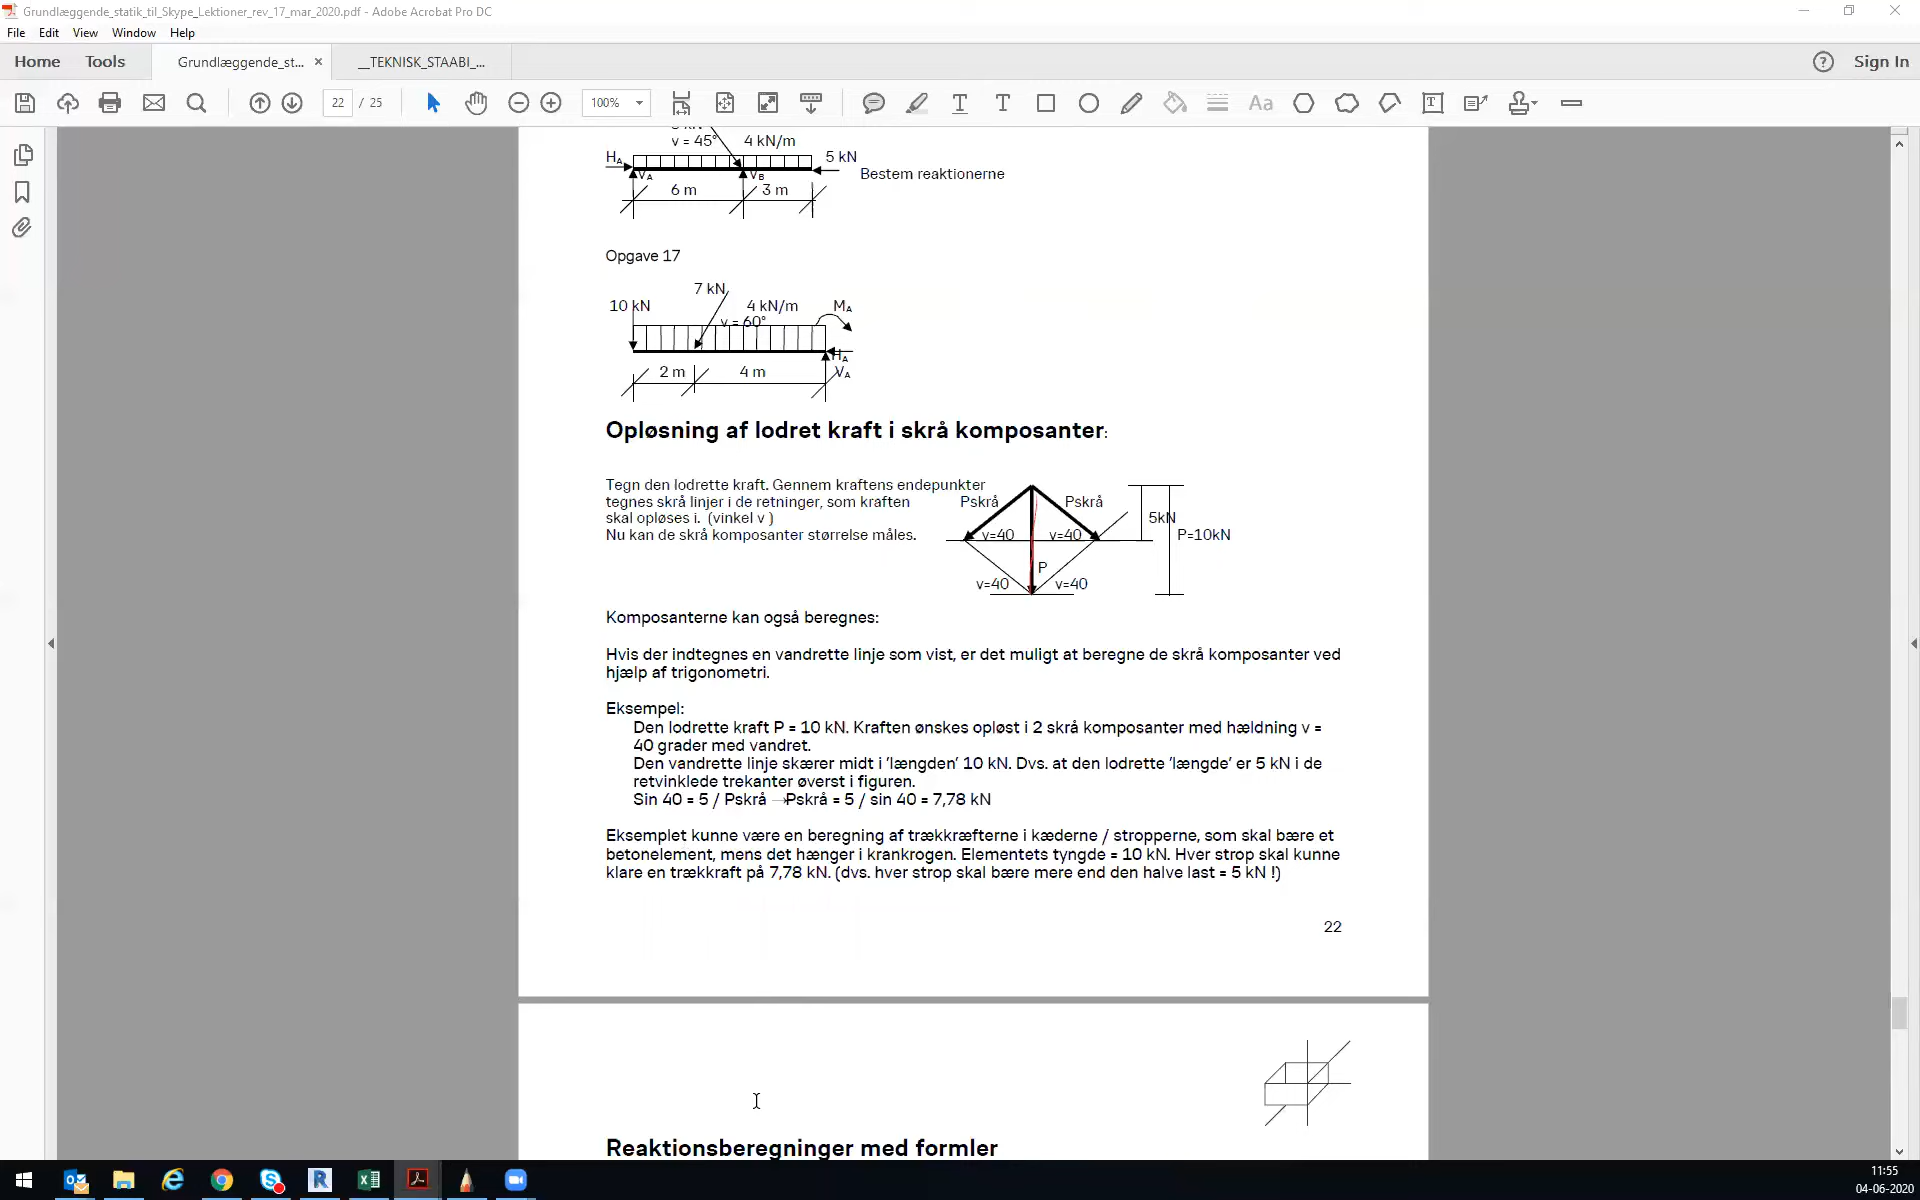 Grundlæggende_statik_til_Skype_Lektioner_rev_17_mar_2020.pdf - Adobe Acrobat Pro DC
File Edit View Window Help
Home Tools Grundlæggende_st... × __TEKNISK_STAABI_... ? Sign In
22 / 25 100% Aa
v = 45° 4 kN/m
HA 5 kN
VA VB Bestem reaktionerne
6 m 3 m
Opgave 17
7 kN
10 kN 4 kN/m MA
v = 60°
HA
2 m 4 m VA
Opløsning af lodret kraft i skrå komposanter:
Tegn den lodrette kraft. Gennem kraftens endepunkter
tegnes skrå linjer i de retninger, som kraften
skal opløses i. (vinkel v )
Nu kan de skrå komposanter størrelse måles.
Pskrå Pskrå
5kN
v=40 v=40 P=10kN
P
v=40 v=40
Komposanterne kan også beregnes:
Hvis der indtegnes en vandrette linje som vist, er det muligt at beregne de skrå komposanter ved
hjælp af trigonometri.
Eksempel:
Den lodrette kraft P = 10 kN. Kraften ønskes opløst i 2 skrå komposanter med hældning v =
40 grader med vandret.
Den vandrette linje skærer midt i 'længden' 10 kN. Dvs. at den lodrette 'længde' er 5 kN i de
retvinklede trekanter øverst i figuren.
Sin 40 = 5 / Pskrå →Pskrå = 5 / sin 40 = 7,78 kN
Eksemplet kunne være en beregning af trækkræfterne i kæderne / stropperne, som skal bære et
betonelement, mens det hænger i krankrogen. Elementets tyngde = 10 kN. Hver strop skal kunne
klare en trækkraft på 7,78 kN. (dvs. hver strop skal bære mere end den halve last = 5 kN !)
22
Reaktionsberegninger med formler
11:55
04-06-2020